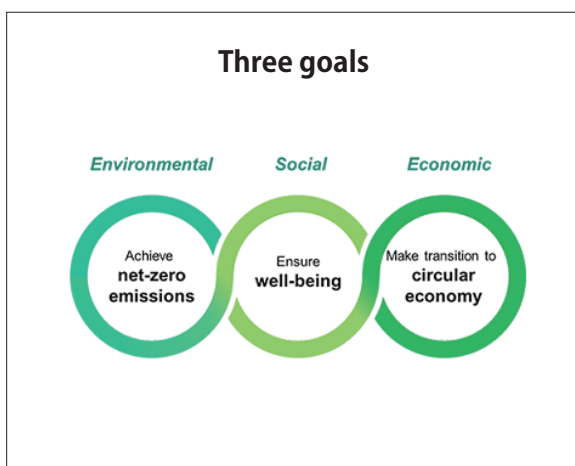 Three goals
Environmental
Social
Economic
Achieve
net-zero
emissions
Ensure
well-being
Make transition to
circular
economy